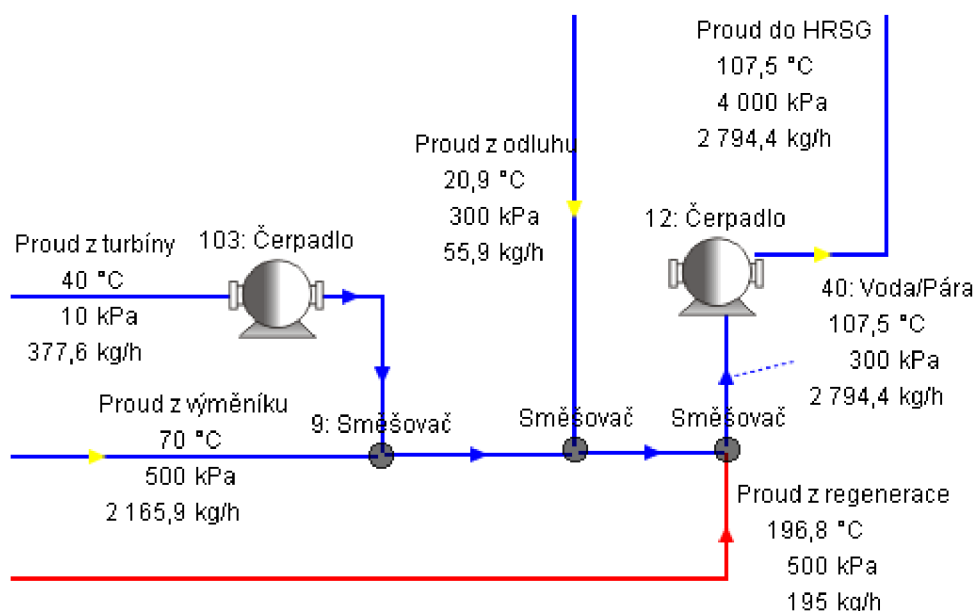 Proud do HRSG
107,5 °C
4 000 kPa
2 794,4 kg/h
Proud z odluhu
20,9 °C
300 kPa
55,9 kg/h
12: Čerpadlo
Proud z turbíny
40 °C
10 kPa
377,6 kg/h
103: Čerpadlo
40: Voda/Pára
107,5 °C
300 kPa
2 794,4 kg/h
Proud z výměníku
70 °C
500 kPa
2 165,9 kg/h
9: Směšovač
Směšovač
Směšovač
Proud z regenerace
196,8 °C
500 kPa
195 kg/h